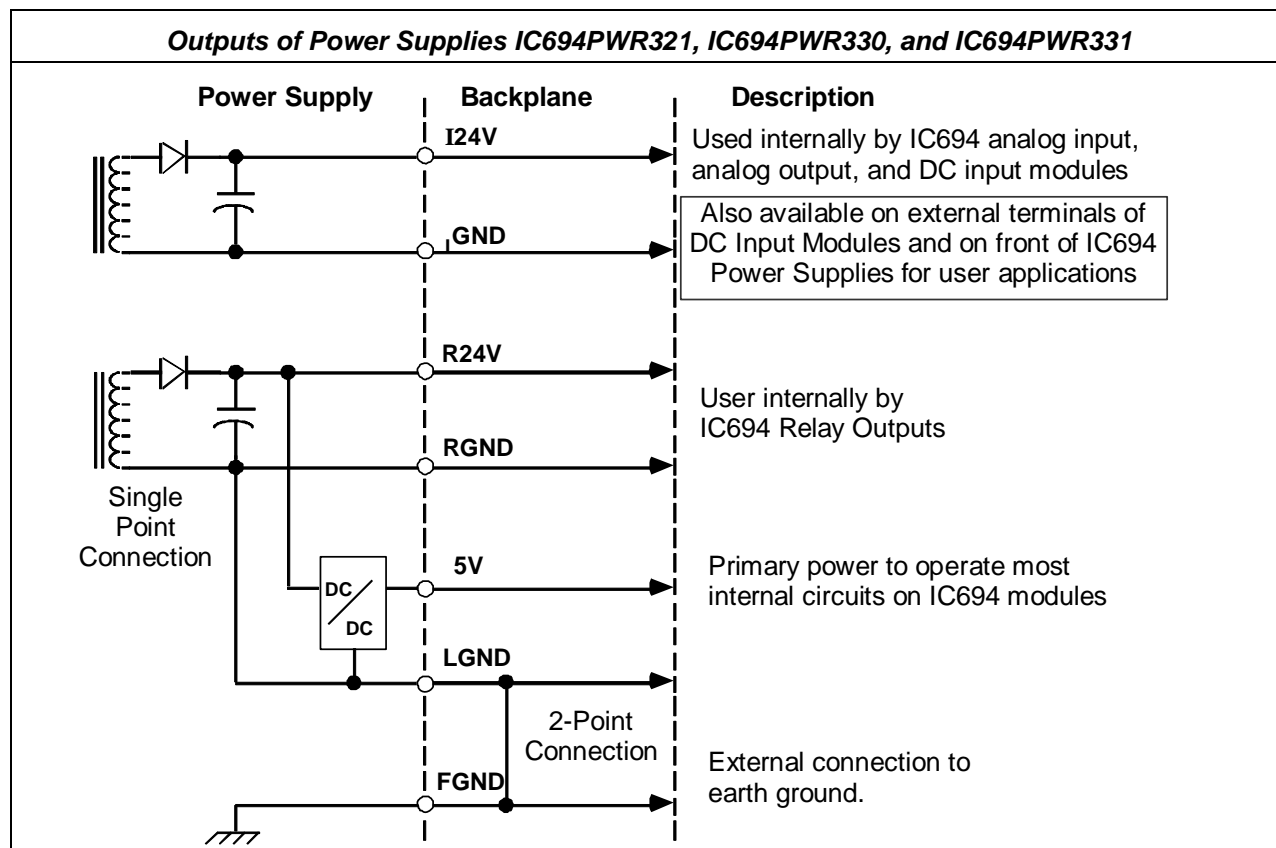 Outputs of Power Supplies IC694PWR321, IC694PWR330, and IC694PWR331
Power Supply
Backplane
Description
I24V
Used internally by IC694 analog input,
analog output, and DC input modules
IGND
Also available on external terminals of
DC Input Modules and on front of IC694
Power Supplies for user applications
R24V
User internally by
IC694 Relay Outputs
RGND
Single
Point
Connection
5V
DC
DC
Primary power to operate most
internal circuits on IC694 modules
LGND
2-Point
Connection
FGND
External connection to
earth ground.